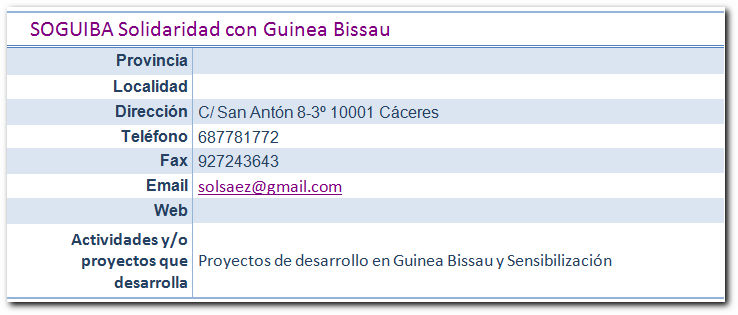 SOGUIBA Solidaridad con Guinea Bissau
Provincia
Localidad
Dirección C/ San Antón 8-3º 10001 Cáceres
Teléfono 687781772
Fax 927243643
Email solsaez@gmail.com
Web
Actividades y/o
proyectos que
desarrolla
Proyectos de desarrollo en Guinea Bissau y Sensibilización